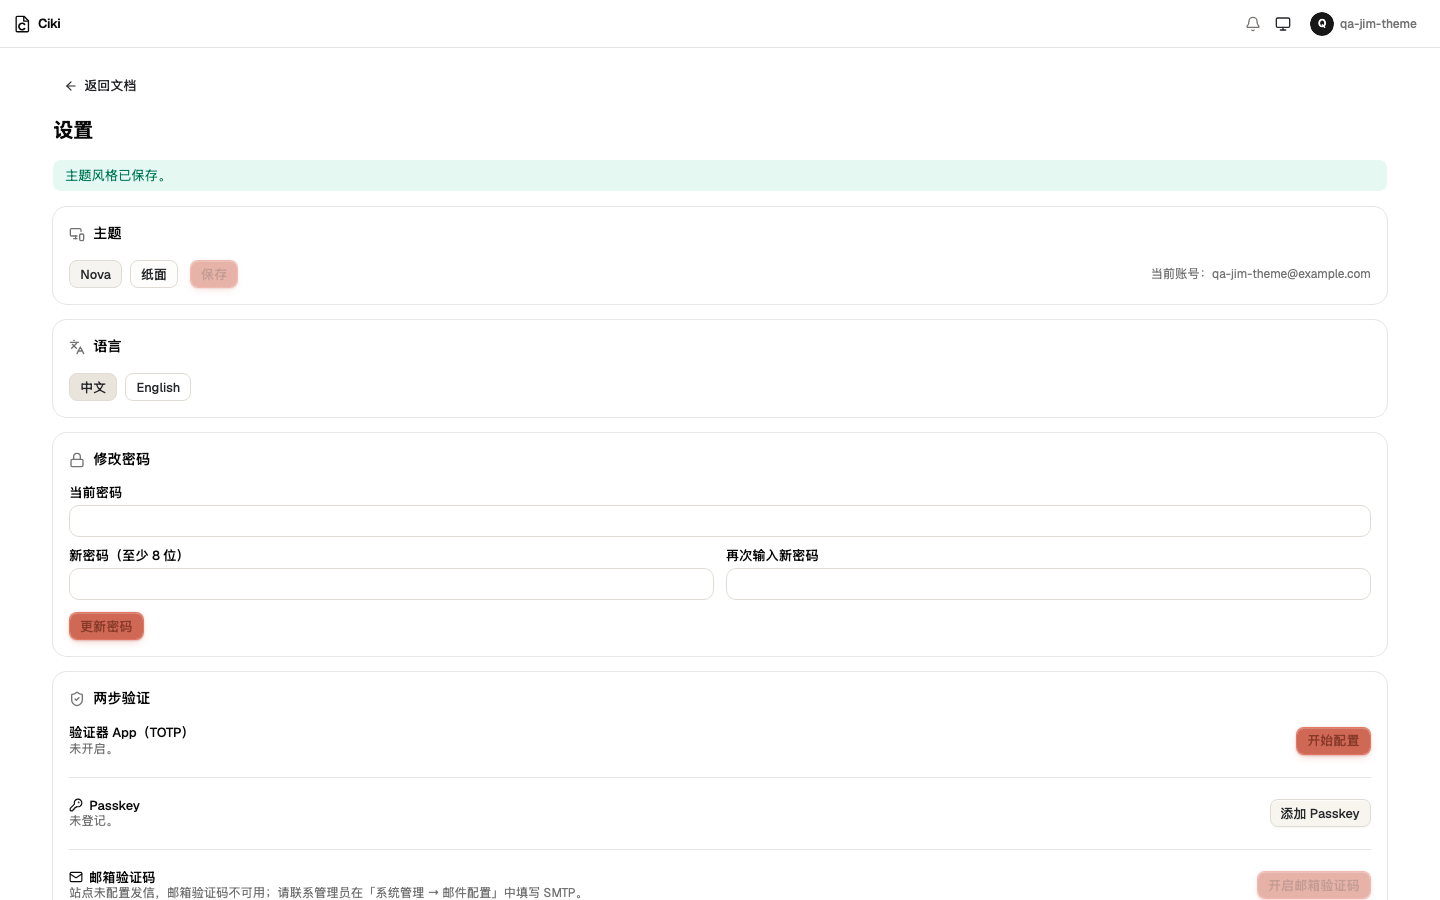 Ciki
Q qa-jim-theme
返回文档
设置
主题风格已保存。
主题
Nova 纸面 保存 当前账号：qa-jim-theme@example.com
语言
中文 English
修改密码
当前密码
新密码（至少 8 位） 再次输入新密码
更新密码
两步验证
验证器 App（TOTP）
未开启。
开始配置
Passkey
未登记。
添加 Passkey
邮箱验证码
站点未配置发信，邮箱验证码不可用；请联系管理员在「系统管理 → 邮件配置」中填写 SMTP。
开启邮箱验证码